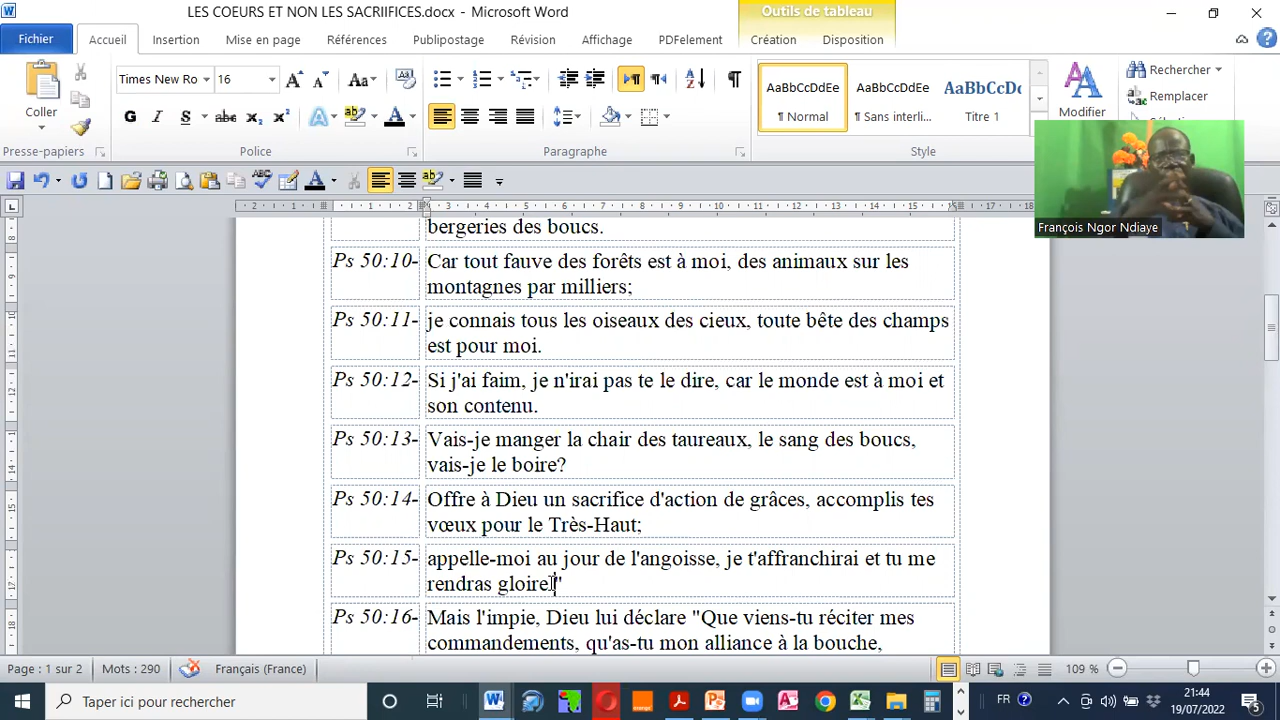 LES COEURS ET NON LES SACRIIFICES.docx - Microsoft Word
Outils de tableau
Fichier
Accueil
Insertion
Mise en page
Références
Publipostage
Révision
Affichage
PDFelement
Création
Disposition
Coller
Times New Ro
16
AaBbCcDdEe
AaBbCcDdEe
AaBbCcDc
¶ Normal
¶ Sans interli...
Titre 1
Modifier
Rechercher
Remplacer
Presse-papiers
Police
Paragraphe
Style
François Ngor Ndiaye
bergeries des boucs.
Ps 50:10- Car tout fauve des forêts est à moi, des animaux sur les
montagnes par milliers;
Ps 50:11- je connais tous les oiseaux des cieux, toute bête des champs
est pour moi.
Ps 50:12- Si j'ai faim, je n'irai pas te le dire, car le monde est à moi et
son contenu.
Ps 50:13- Vais-je manger la chair des taureaux, le sang des boucs,
vais-je le boire?
Ps 50:14- Offre à Dieu un sacrifice d'action de grâces, accomplis tes
vœux pour le Très-Haut;
Ps 50:15- appelle-moi au jour de l'angoisse, je t'affranchirai et tu me
rendras gloire."
Ps 50:16- Mais l'impie, Dieu lui déclare "Que viens-tu réciter mes
commandements, qu'as-tu mon alliance à la bouche,
Page : 1 sur 2
Mots : 290
Français (France)
109 %
Taper ici pour rechercher
FR
21:44
19/07/2022